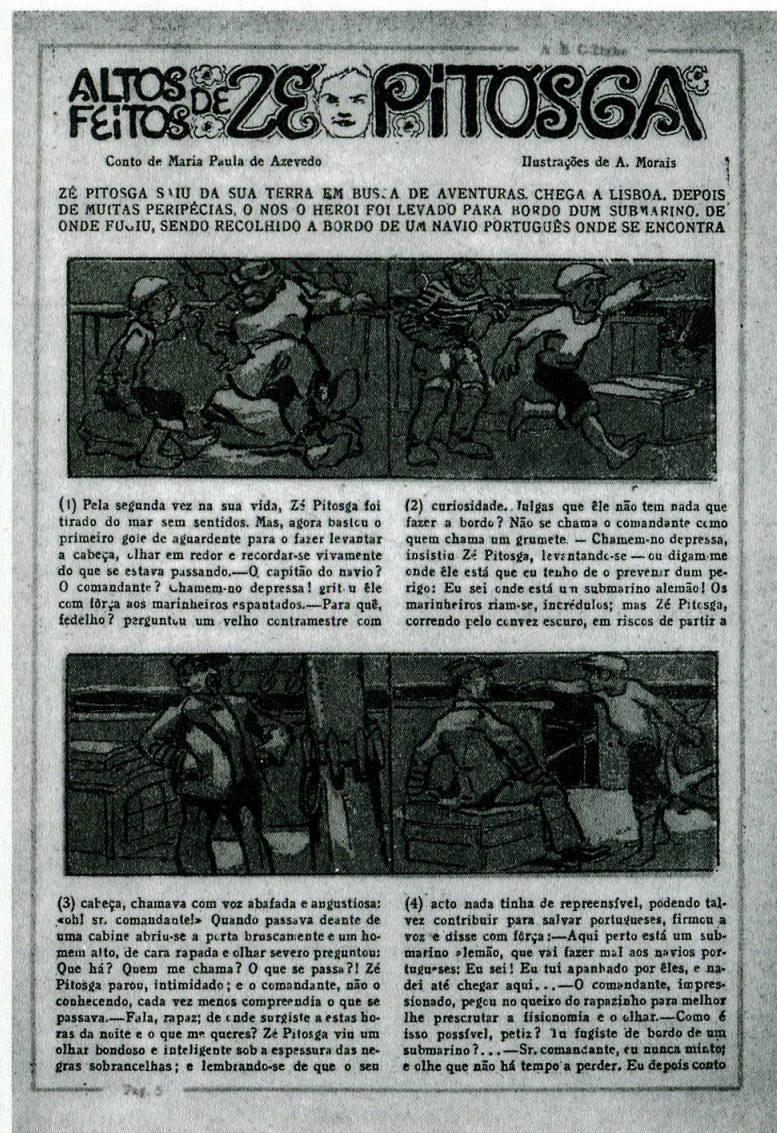 A B C-zinho
ALTOS FEITOS DE ZÉ PITOSGA
Conto de Maria Paula de Azevedo
Ilustrações de A. Morais
ZÉ PITOSGA SAIU DA SUA TERRA EM BUSCA DE AVENTURAS. CHEGA A LISBOA. DEPOIS
DE MUITAS PERIPÉCIAS, O NOS O HEROI FOI LEVADO PARA BORDO DUM SUBMARINO. DE
ONDE FUGIU, SENDO RECOLHIDO A BORDO DE UM NAVIO PORTUGUÊS ONDE SE ENCONTRA
(1) Pela segunda vez na sua vida, Zé Pitosga foi
tirado do mar sem sentidos. Mas, agora bastou o
primeiro gole de aguardente para o fazer levantar
a cabeça, olhar em redor e recordar-se vivamente
do que se estava passando.—O capitão do navio?
O comandante? Chamem-no depressa! gritou êle
com fôrça aos marinheiros espantados.—Para quê,
fedelho? perguntou um velho contramestre com
(2) curiosidade. Julgas que êle não tem nada que
fazer a bordo? Não se chama o comandante como
quem chama um grumete. — Chamem-no depressa,
insistiu Zé Pitosga, levantando-se — ou digam-me
onde êle está que eu tenho de o prevenir dum pe-
rigo: Eu sei onde está um submarino alemão! Os
marinheiros riam-se, incrédulos; mas Zé Pitosga,
correndo pelo convez escuro, em riscos de partir a
(3) cabeça, chamava com voz abafada e angustiosa:
«oh! sr. comandante!» Quando passava deante de
uma cabine abriu-se a porta bruscamente e um ho-
mem alto, de cara rapada e olhar severo preguntou:
Que há? Quem me chama? O que se passa?! Zé
Pitosga parou, intimidado; e o comandante, não o
conhecendo, cada vez menos compreendia o que se
passava.—Fala, rapaz; de onde surgiste a estas ho-
ras da noite e o que me queres? Zé Pitosga viu um
olhar bondoso e inteligente sob a espessura das ne-
gras sobrancelhas; e lembrando-se de que o seu
(4) acto nada tinha de repreensível, podendo tal-
vez contribuir para salvar portugueses, firmou a
voz e disse com fôrça:—Aqui perto está um sub-
marino alemão, que vai fazer mal aos navios por-
tugueses: Eu sei! Eu fui apanhado por êles, e na-
dei até chegar aqui...—O comandante, impres-
sionado, pegou no queixo do rapazinho para melhor
lhe prescrutar a fisionomia e o olhar.—Como é
isso possível, petiz? Tu fugiste de bordo de um
submarino?...—Sr. comandante, eu nunca minto;
e olhe que não há tempo a perder. Eu depois conto
Pag. 5